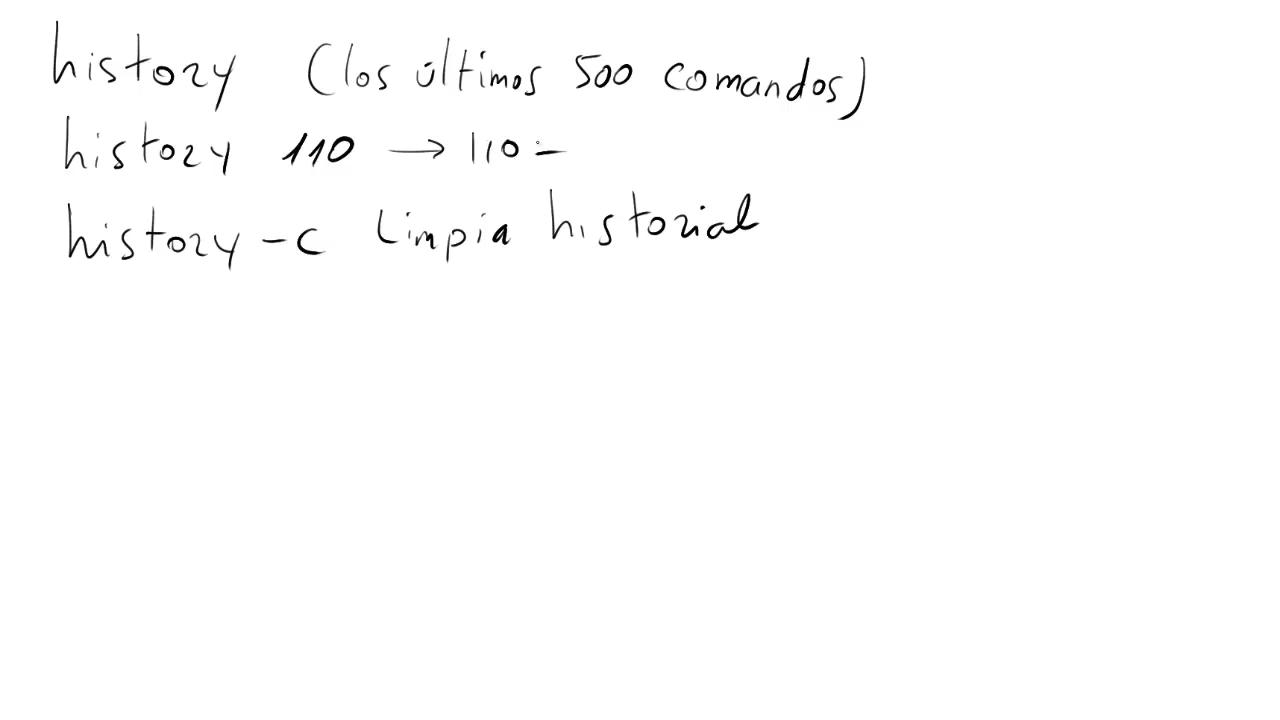 history (los últimos 500 comandos)
history 110 → 110 -
history -c Limpia historial